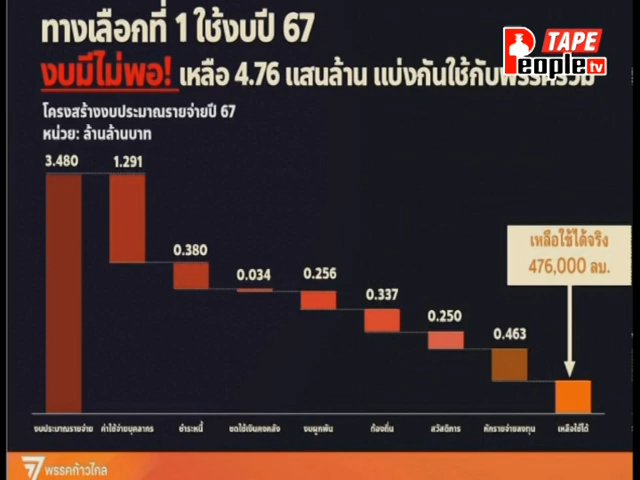 ทางเลือกที่ 1 ใช้งบปี 67
งบมีไม่พอ! เหลือ 4.76 แสนล้าน แบ่งกันใช้กับพรรคร่วม
TAPE
People tv
โครงสร้างงบประมาณรายจ่ายปี 67
หน่วย: ล้านล้านบาท
3.480
1.291
0.380
0.034
0.256
0.337
0.250
0.463
เหลือใช้ได้จริง
476,000 ลบ.
งบประมาณรายจ่าย
ค่าใช้จ่ายบุคลากร
ชำระหนี้
ชดใช้เงินคงคลัง
งบผูกพัน
ท้องถิ่น
สวัสดิการ
หักรายจ่ายลงทุน
เหลือใช้ได้
พรรคก้าวไกล